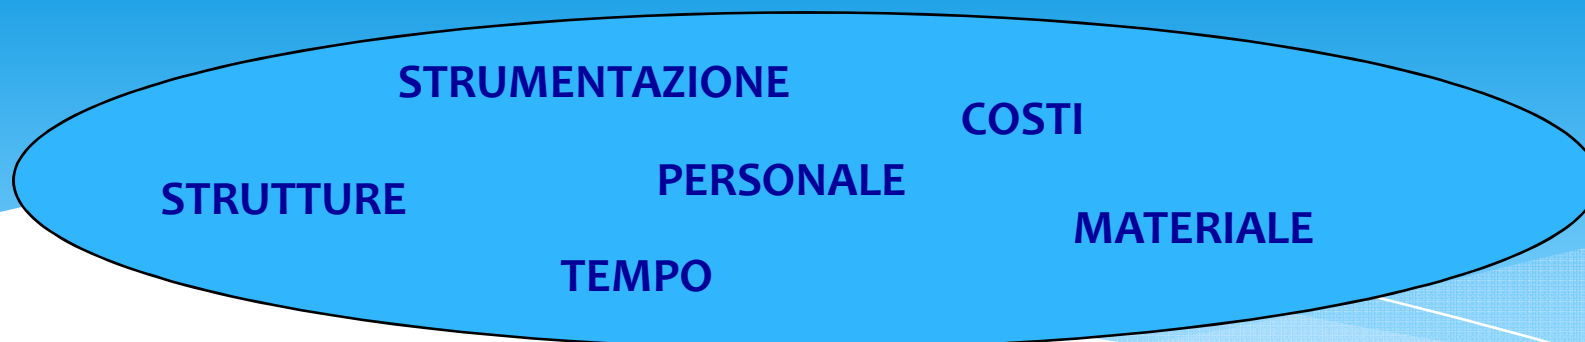 STRUMENTAZIONE
COSTI
PERSONALE
STRUTTURE
MATERIALE
TEMPO